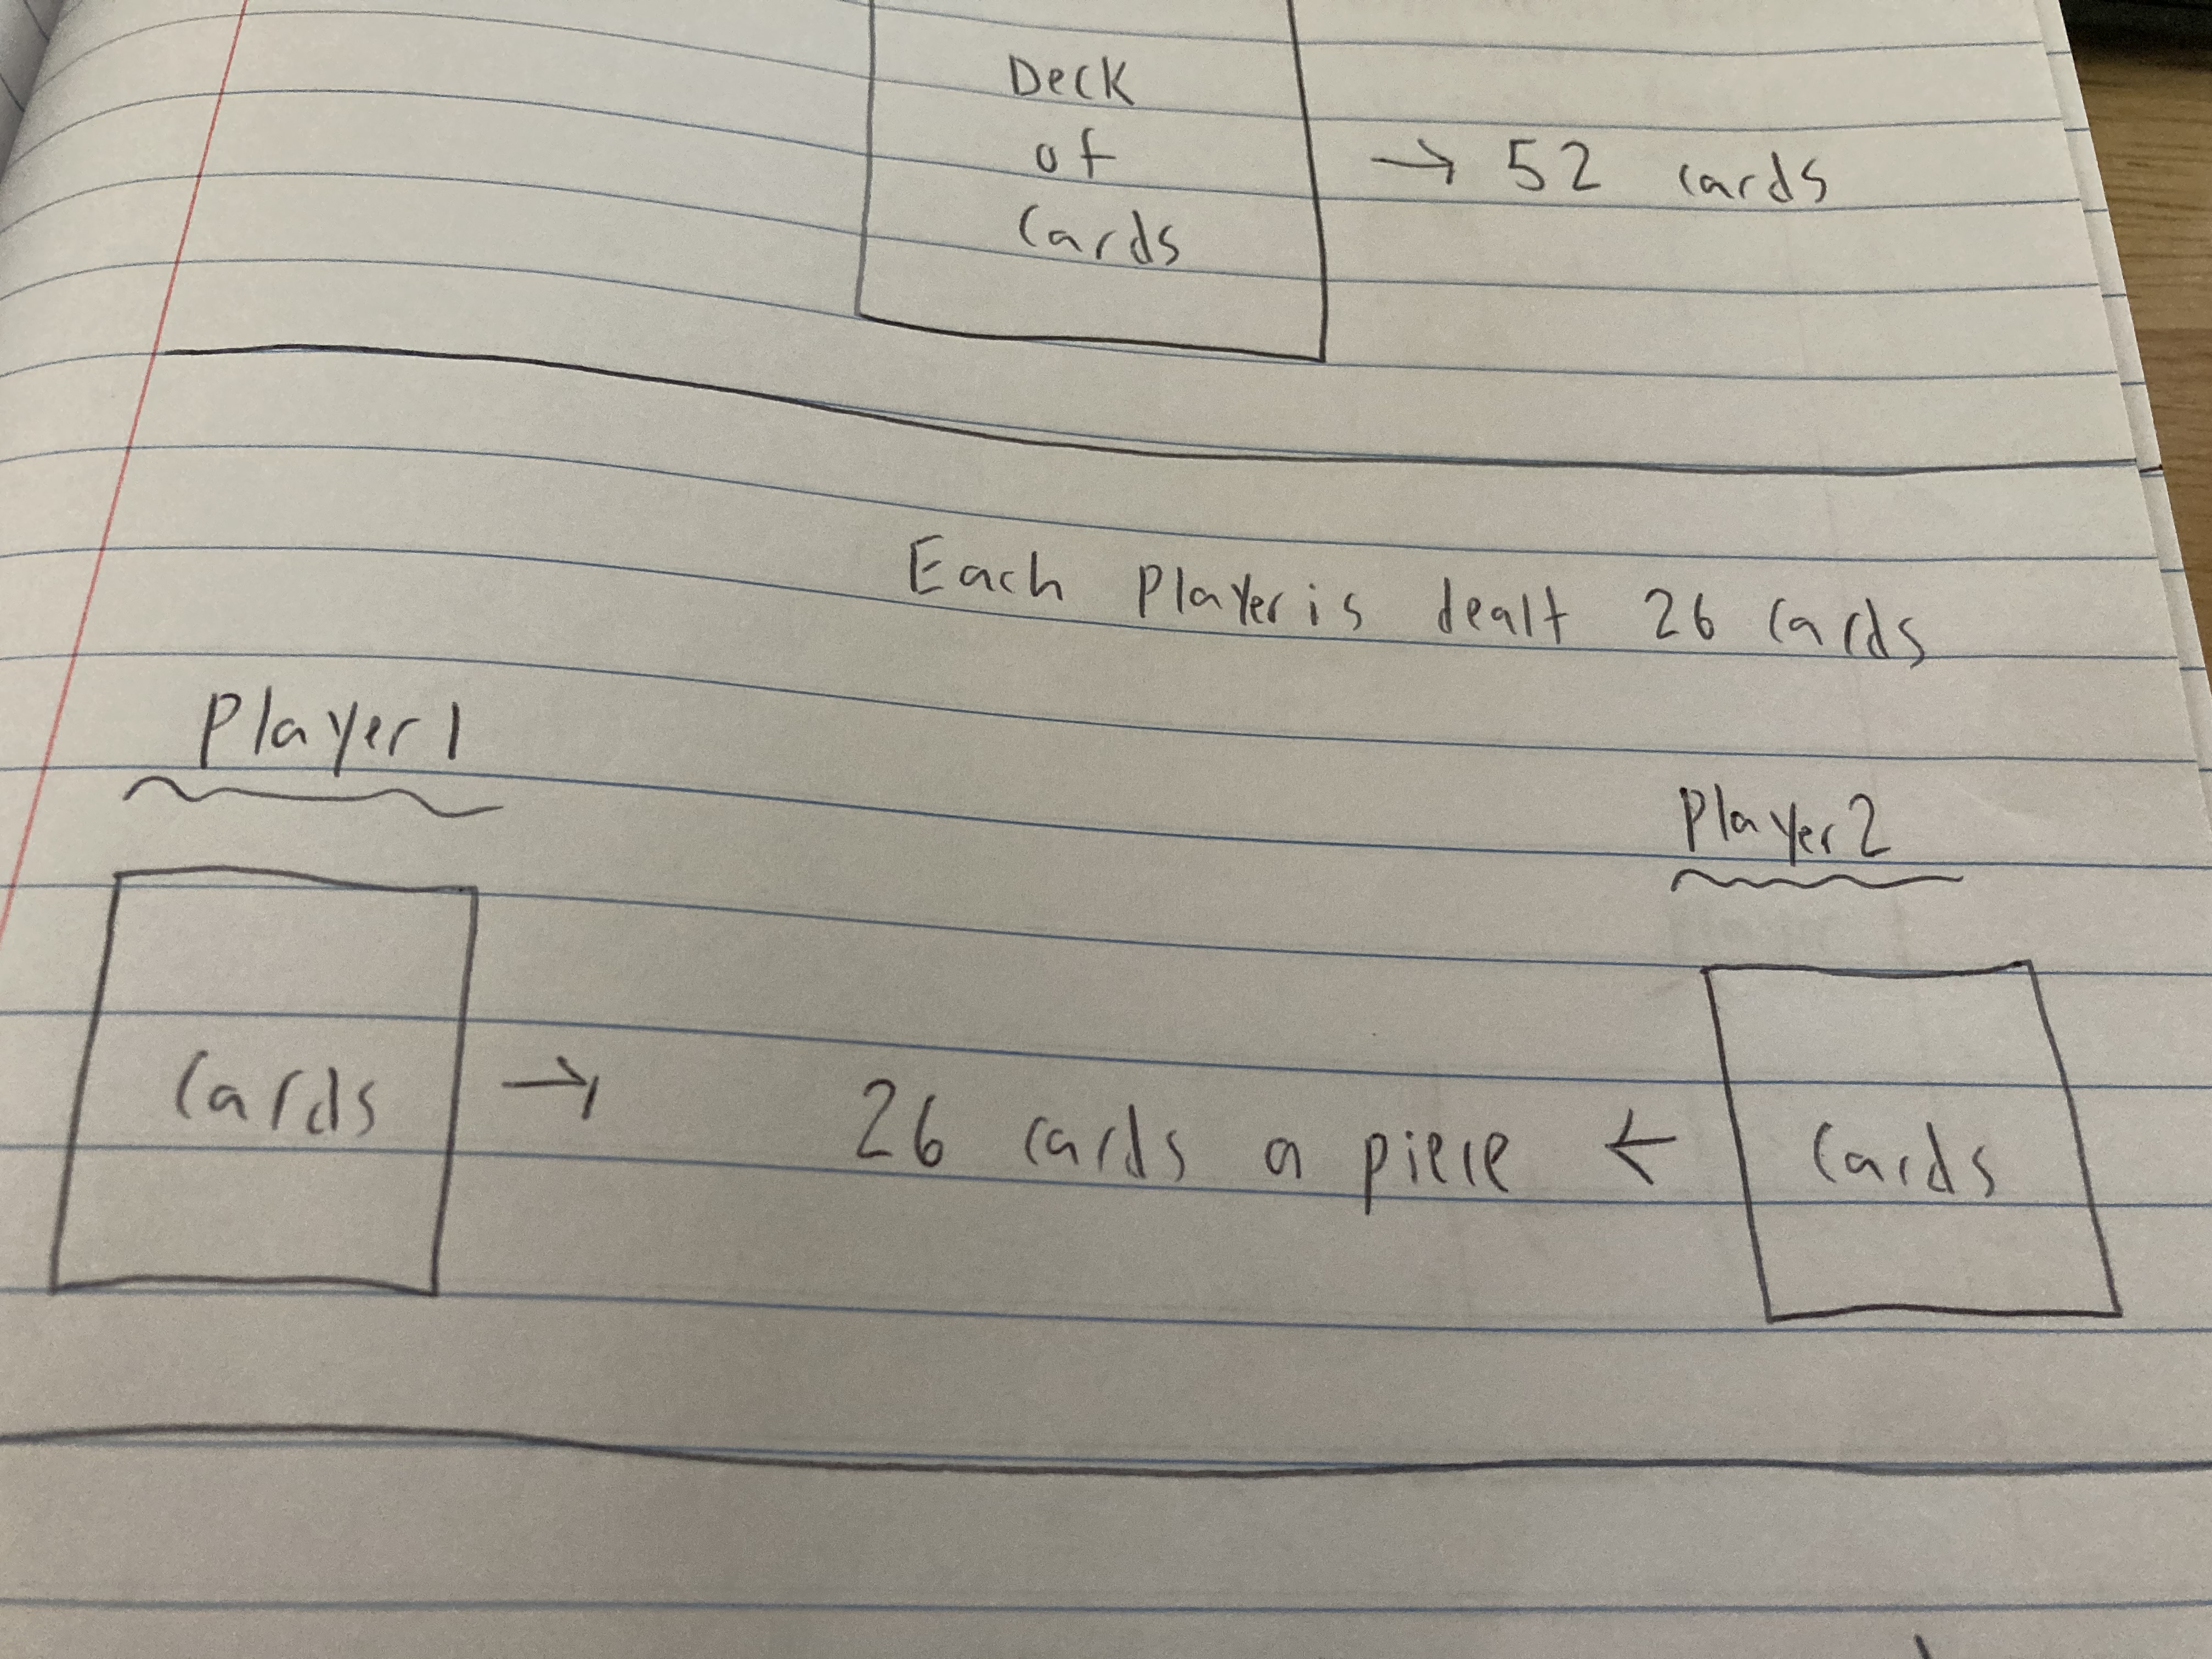 Deck
of
Cards
→ 52 cards
Each player is dealt 26 cards
Player 1
Player 2
Cards
→ 26 cards a piece ←
Cards